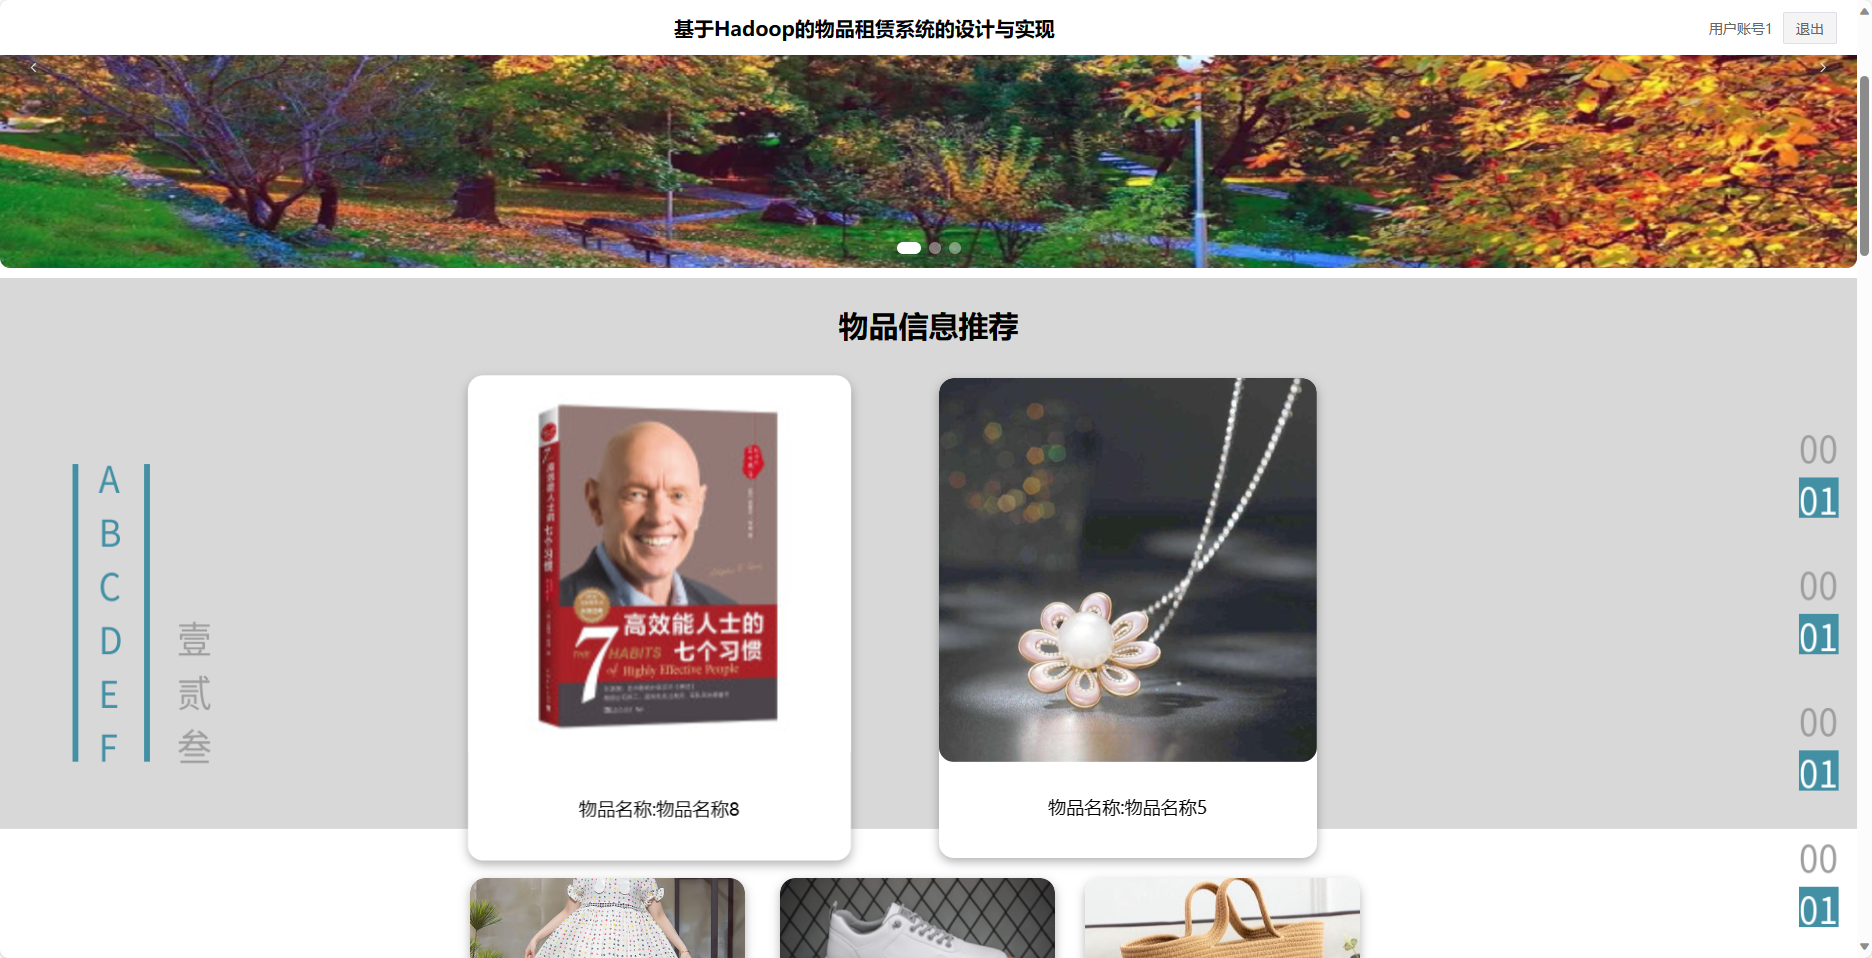 基于Hadoop的物品租赁系统的设计与实现
用户账号1
退出
物品信息推荐
A
B
C
D
E
F
壹
贰
叁
高效能人士的
七个习惯
7
THE HABITS
of Highly Effective People
物品名称:物品名称8
物品名称:物品名称5
00
01
00
01
00
01
00
01